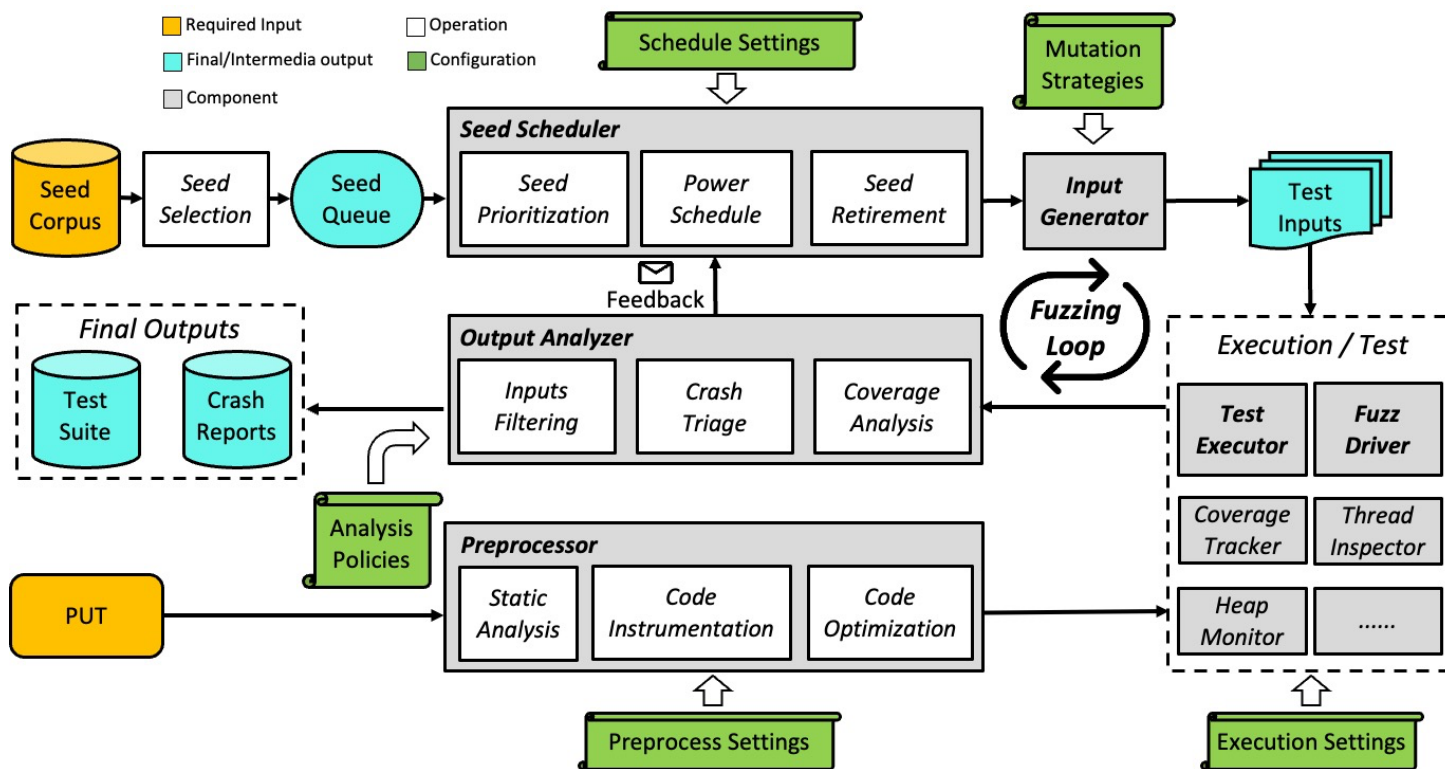 Required Input
Operation
Final/Intermedia output
Configuration
Component
Schedule Settings
Mutation
Strategies
Seed
Corpus
Seed
Selection
Seed
Queue
Seed Scheduler
Seed
Prioritization
Power
Schedule
Seed
Retirement
Input
Generator
Test
Inputs
Feedback
Fuzzing
Loop
Final Outputs
Test
Suite
Crash
Reports
Output Analyzer
Inputs
Filtering
Crash
Triage
Coverage
Analysis
Execution / Test
Test
Executor
Fuzz
Driver
Coverage
Tracker
Thread
Inspector
Heap
Monitor
......
Analysis
Policies
PUT
Preprocessor
Static
Analysis
Code
Instrumentation
Code
Optimization
Preprocess Settings
Execution Settings